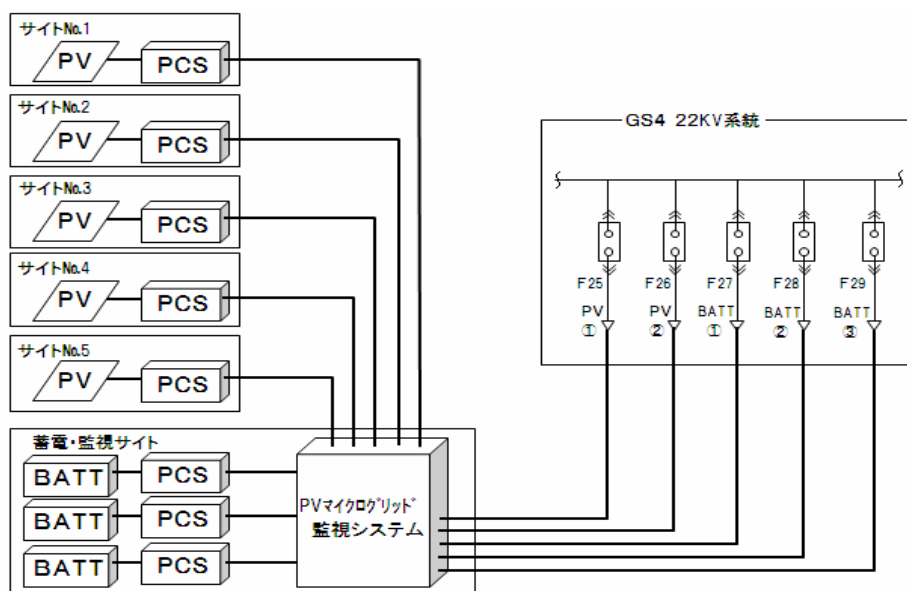 サイトNo.1
PV
PCS
サイトNo.2
PV
PCS
サイトNo.3
PV
PCS
サイトNo.4
PV
PCS
サイトNo.5
PV
PCS
蓄電・監視サイト
BATT
PCS
BATT
PCS
BATT
PCS
PVマイクログリッド
監視システム
GS4 22KV系統
F25
F26
F27
F28
F29
PV
①
PV
②
BATT
①
BATT
②
BATT
③